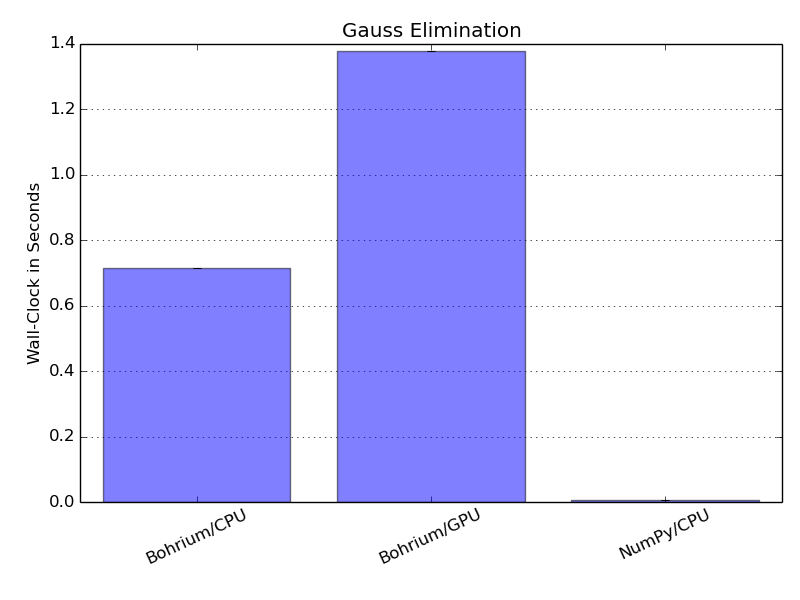 Gauss Elimination
Wall-Clock in Seconds
1.4
1.2
1.0
0.8
0.6
0.4
0.2
0.0
Bohrium/CPU
Bohrium/GPU
NumPy/CPU